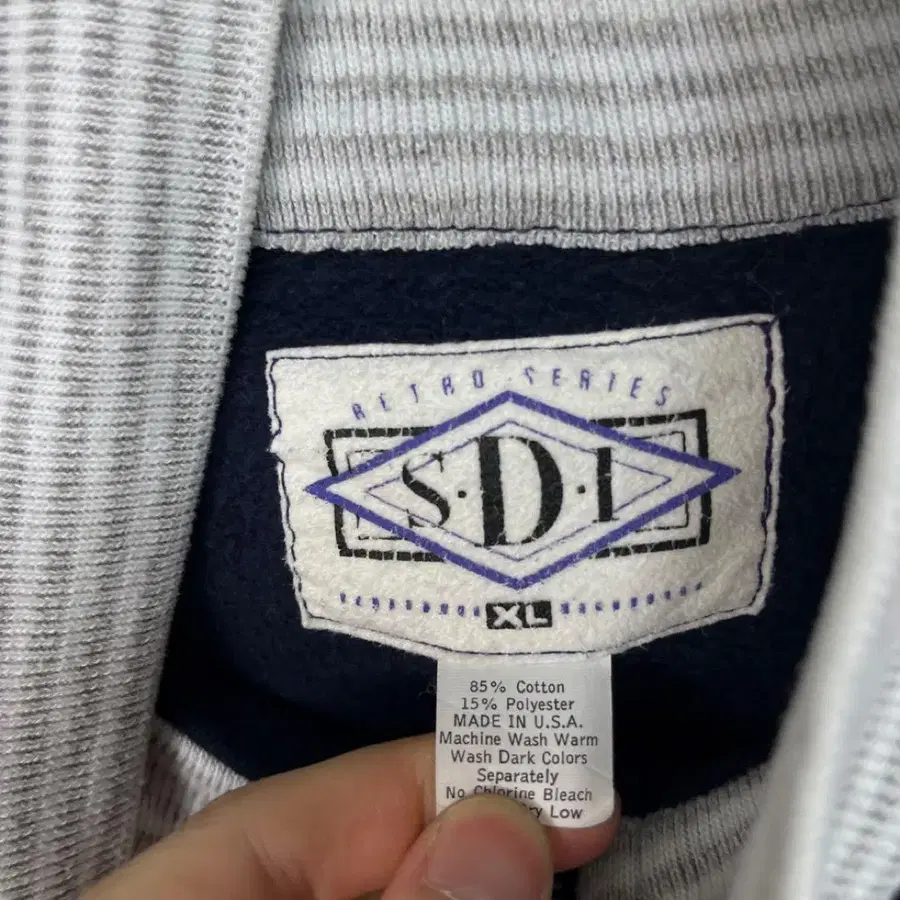 RETRO SERIES
S·D·I
XL
85% Cotton
15% Polyester
MADE IN U.S.A.
Machine Wash Warm
Wash Dark Colors
Separately
No Chlorine Bleach
Low